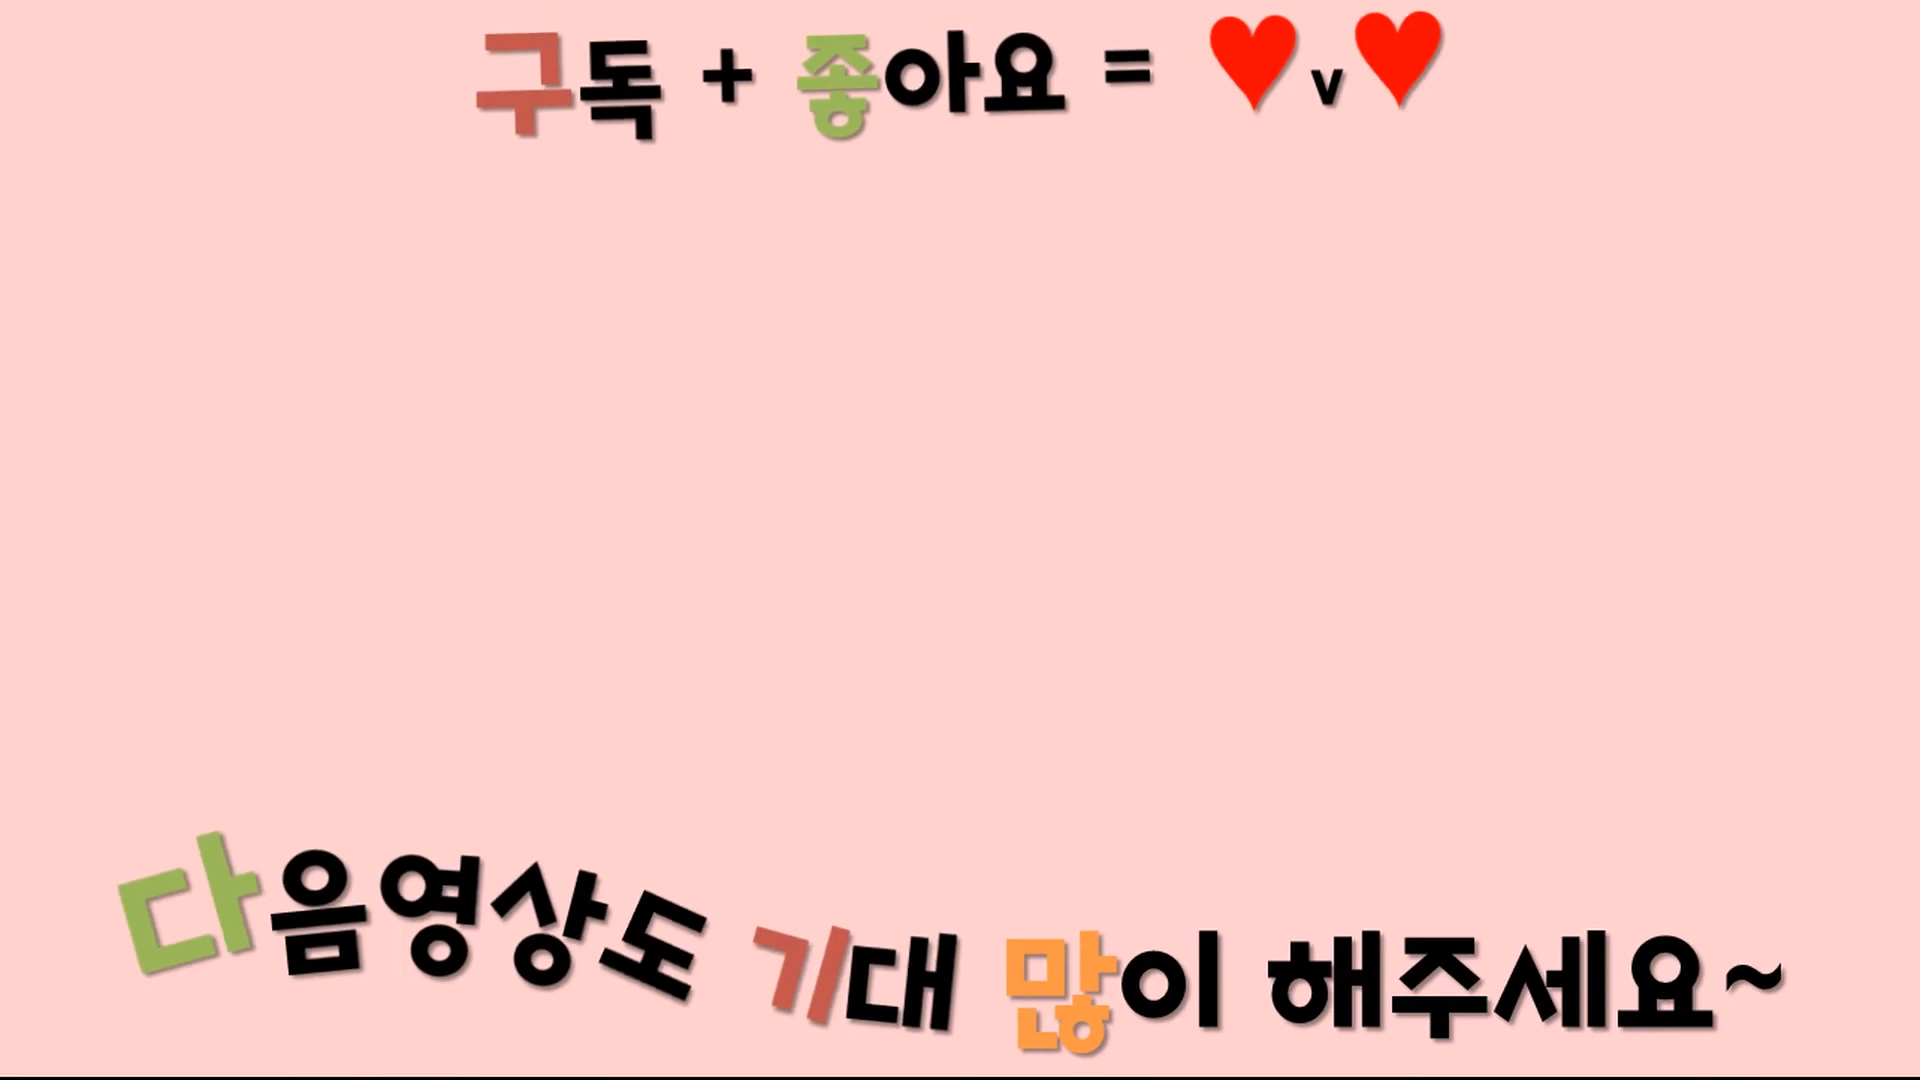 구독 + 좋아요 = ♥v♥
다음영상도 기대 많이 해주세요~